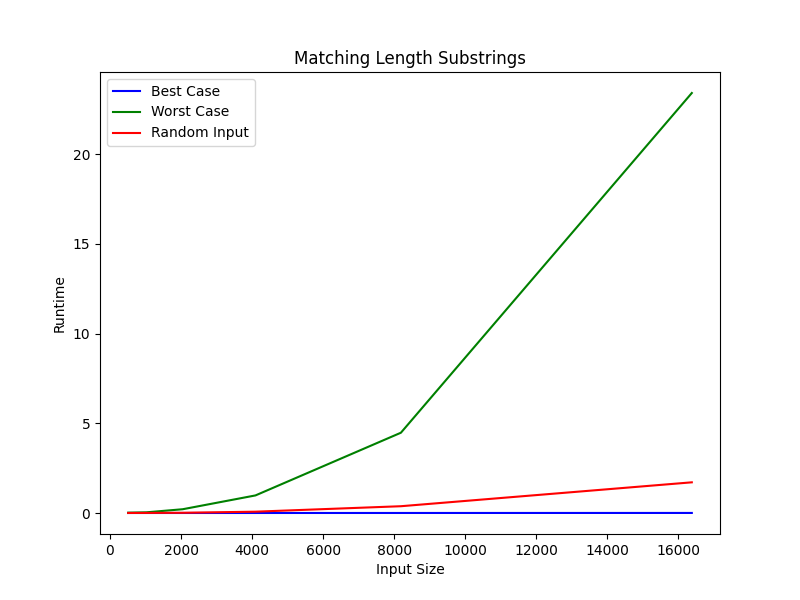 Matching Length Substrings
Best Case
Worst Case
Random Input
Runtime
20
15
10
5
0
0 2000 4000 6000 8000 10000 12000 14000 16000
Input Size